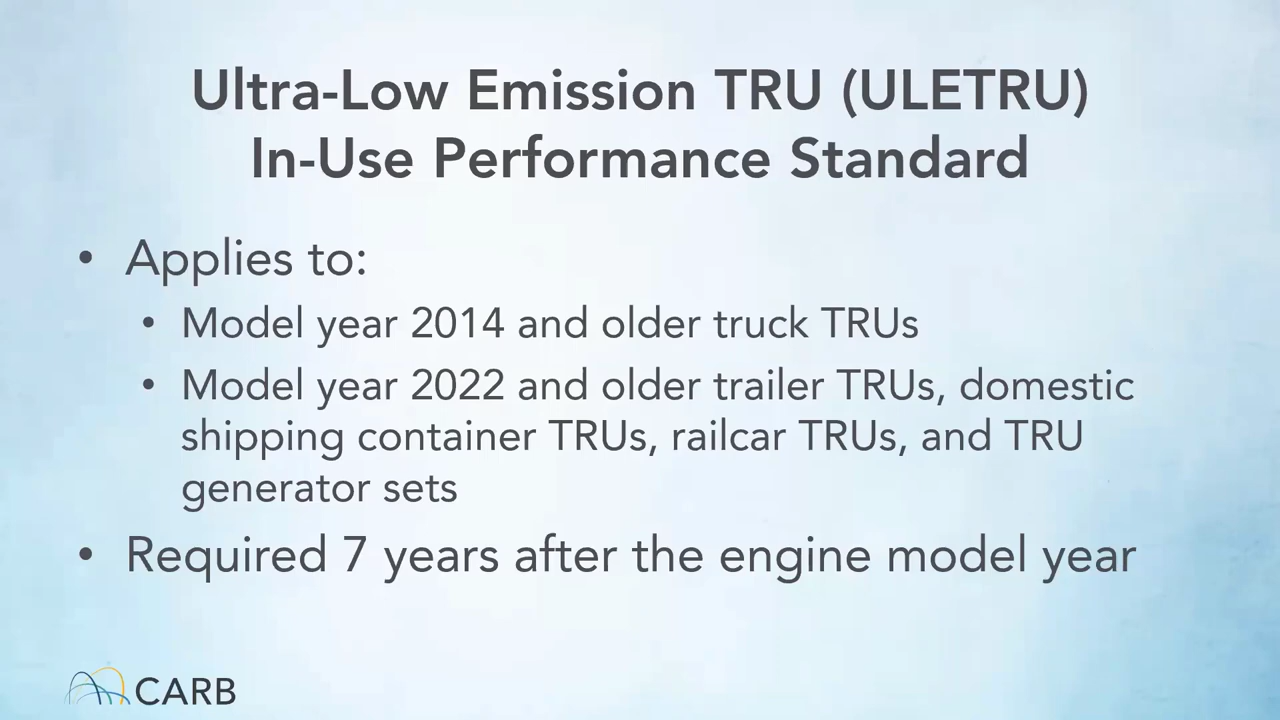 Ultra-Low Emission TRU (ULETRU)
In-Use Performance Standard
• Applies to:
• Model year 2014 and older truck TRUs
• Model year 2022 and older trailer TRUs, domestic
shipping container TRUs, railcar TRUs, and TRU
generator sets
• Required 7 years after the engine model year
CARB